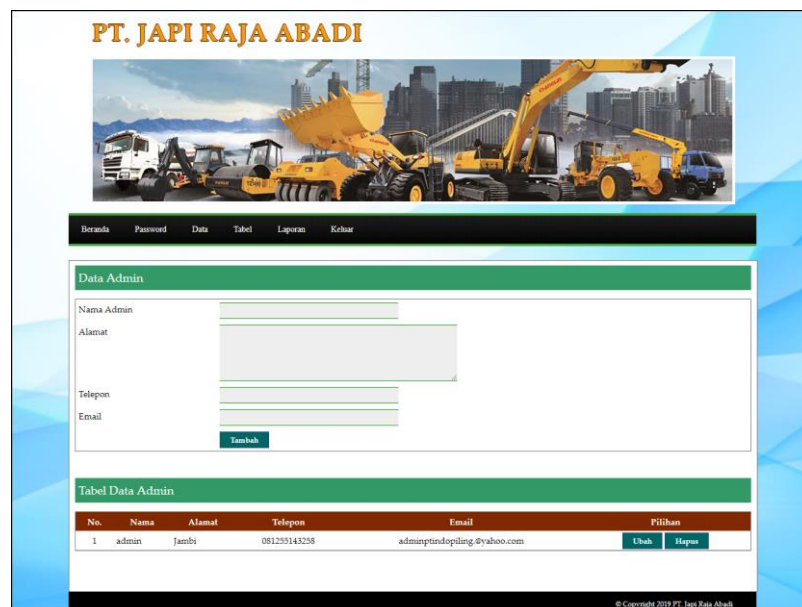 PT. JAPI RAJA ABADI
Beranda Password Data Tabel Laporan Keluar
Data Admin
Nama Admin
Alamat
Telepon
Email
Tambah
Tabel Data Admin
No. Nama Alamat Telepon Email Pilihan
1 admin Jambi 081255143258 adminptindopiling.@yahoo.com Ubah Hapus
© Copyright 2019 PT. Japi Raja Abadi